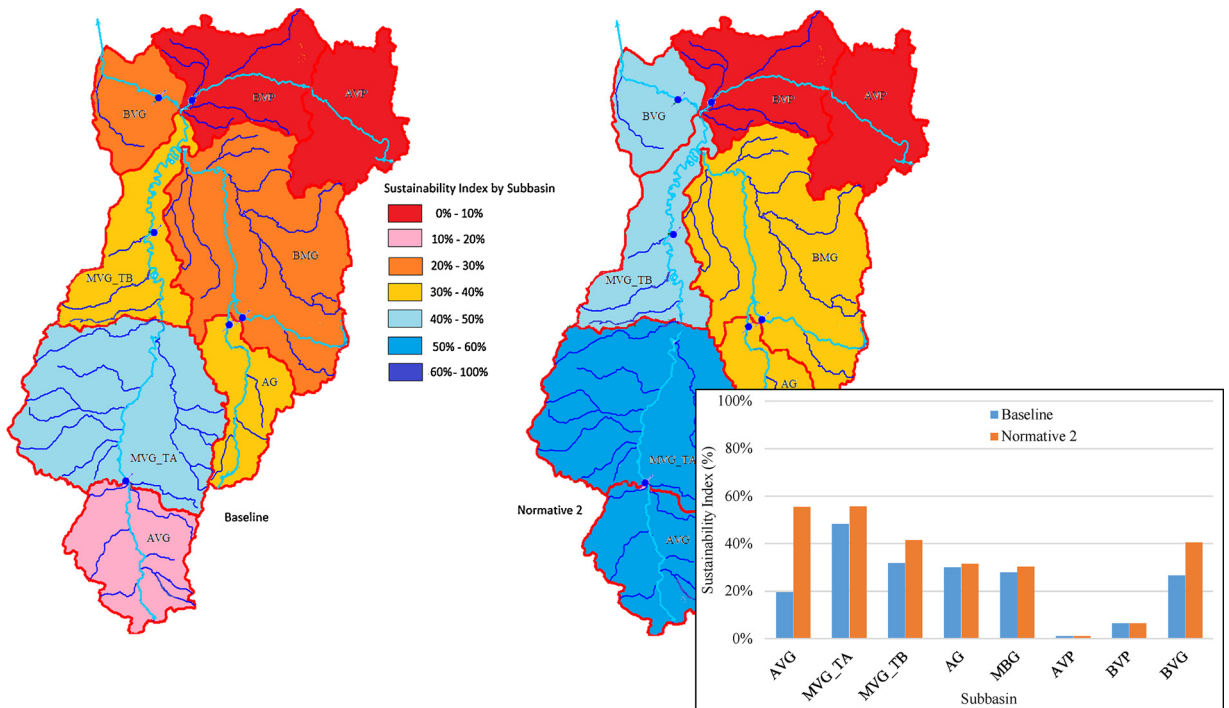 AVP
BVP
BVG
Sustainability Index by Subbasin
0% - 10%
10% - 20%
20% - 30%
30% - 40%
40% - 50%
50% - 60%
60%- 100%
BMG
MVG_TB
AG
MVG_TA
Baseline
AVG
AVP
BVP
BVG
BMG
MVG_TB
AG
MVG_TA
Normative 2
AVG
100%
80%
60%
40%
20%
0%
Sustainability Index (%)
Baseline
Normative 2
AVG
MVG_TA
MVG_TB
AG
MBG
AVP
BVP
BVG
Subbasin